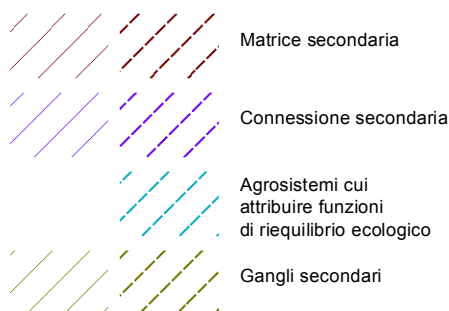 Matrice secondaria
Connessione secondaria
Agrosistemi cui
attribuire funzioni
di riequilibrio ecologico
Gangli secondari